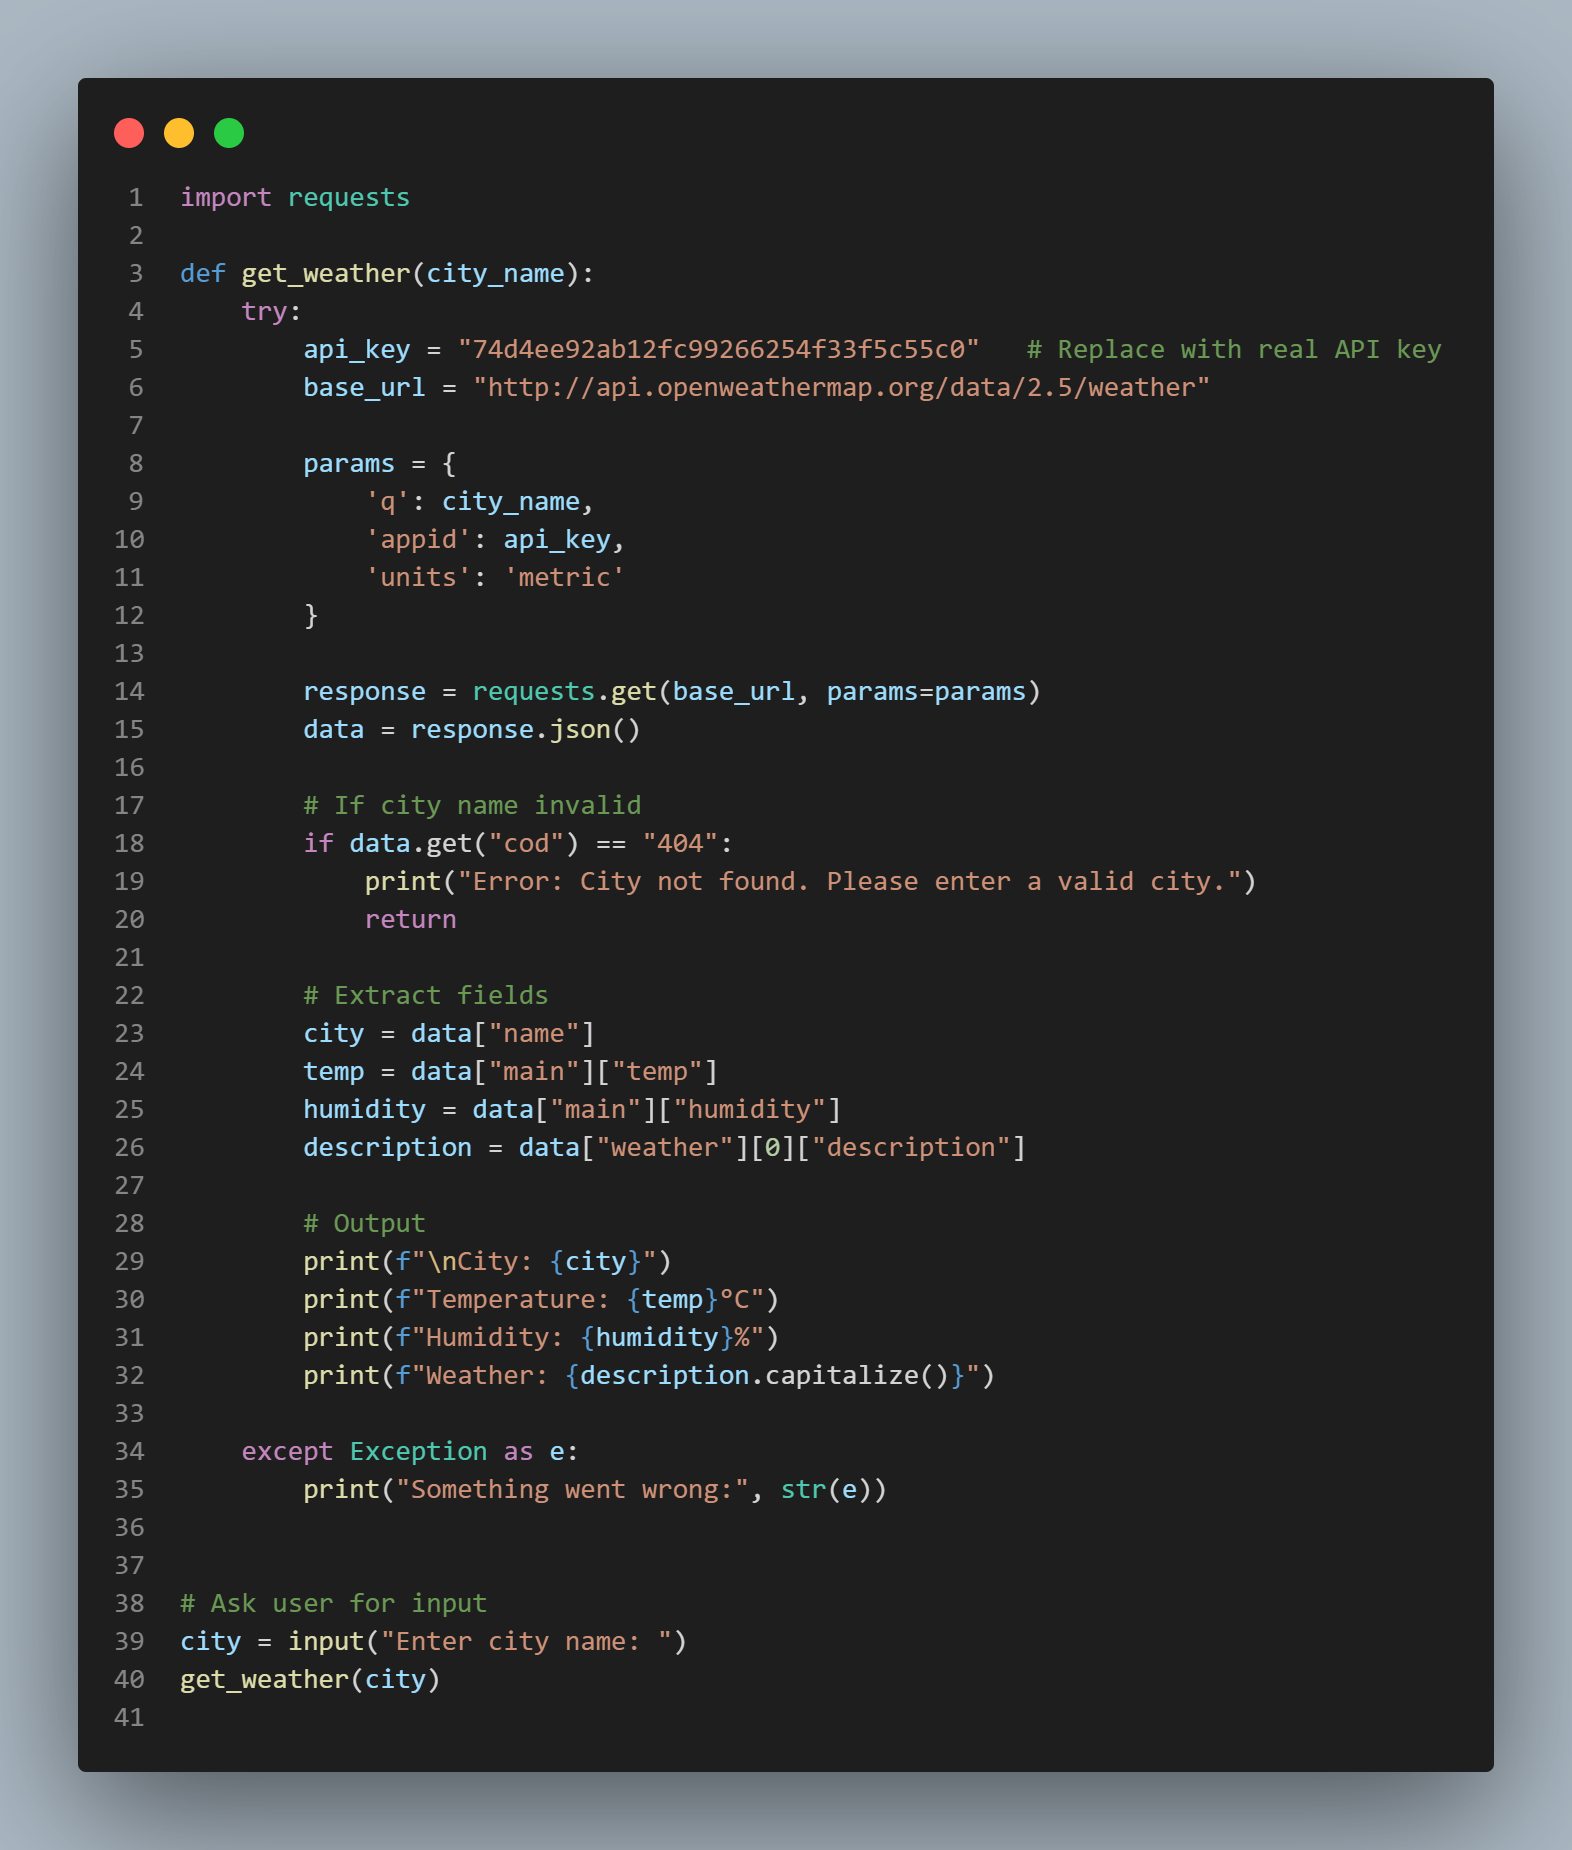 1 import requests
2
3 def get_weather(city_name):
4     try:
5         api_key = "74d4ee92ab12fc99266254f33f5c55c0"   # Replace with real API key
6         base_url = "http://api.openweathermap.org/data/2.5/weather"
7
8         params = {
9             'q': city_name,
10             'appid': api_key,
11             'units': 'metric'
12         }
13
14         response = requests.get(base_url, params=params)
15         data = response.json()
16
17         # If city name invalid
18         if data.get("cod") == "404":
19             print("Error: City not found. Please enter a valid city.")
20             return
21
22         # Extract fields
23         city = data["name"]
24         temp = data["main"]["temp"]
25         humidity = data["main"]["humidity"]
26         description = data["weather"][0]["description"]
27
28         # Output
29         print(f"\nCity: {city}")
30         print(f"Temperature: {temp}°C")
31         print(f"Humidity: {humidity}%")
32         print(f"Weather: {description.capitalize()}")
33
34     except Exception as e:
35         print("Something went wrong:", str(e))
36
37
38 # Ask user for input
39 city = input("Enter city name: ")
40 get_weather(city)
41